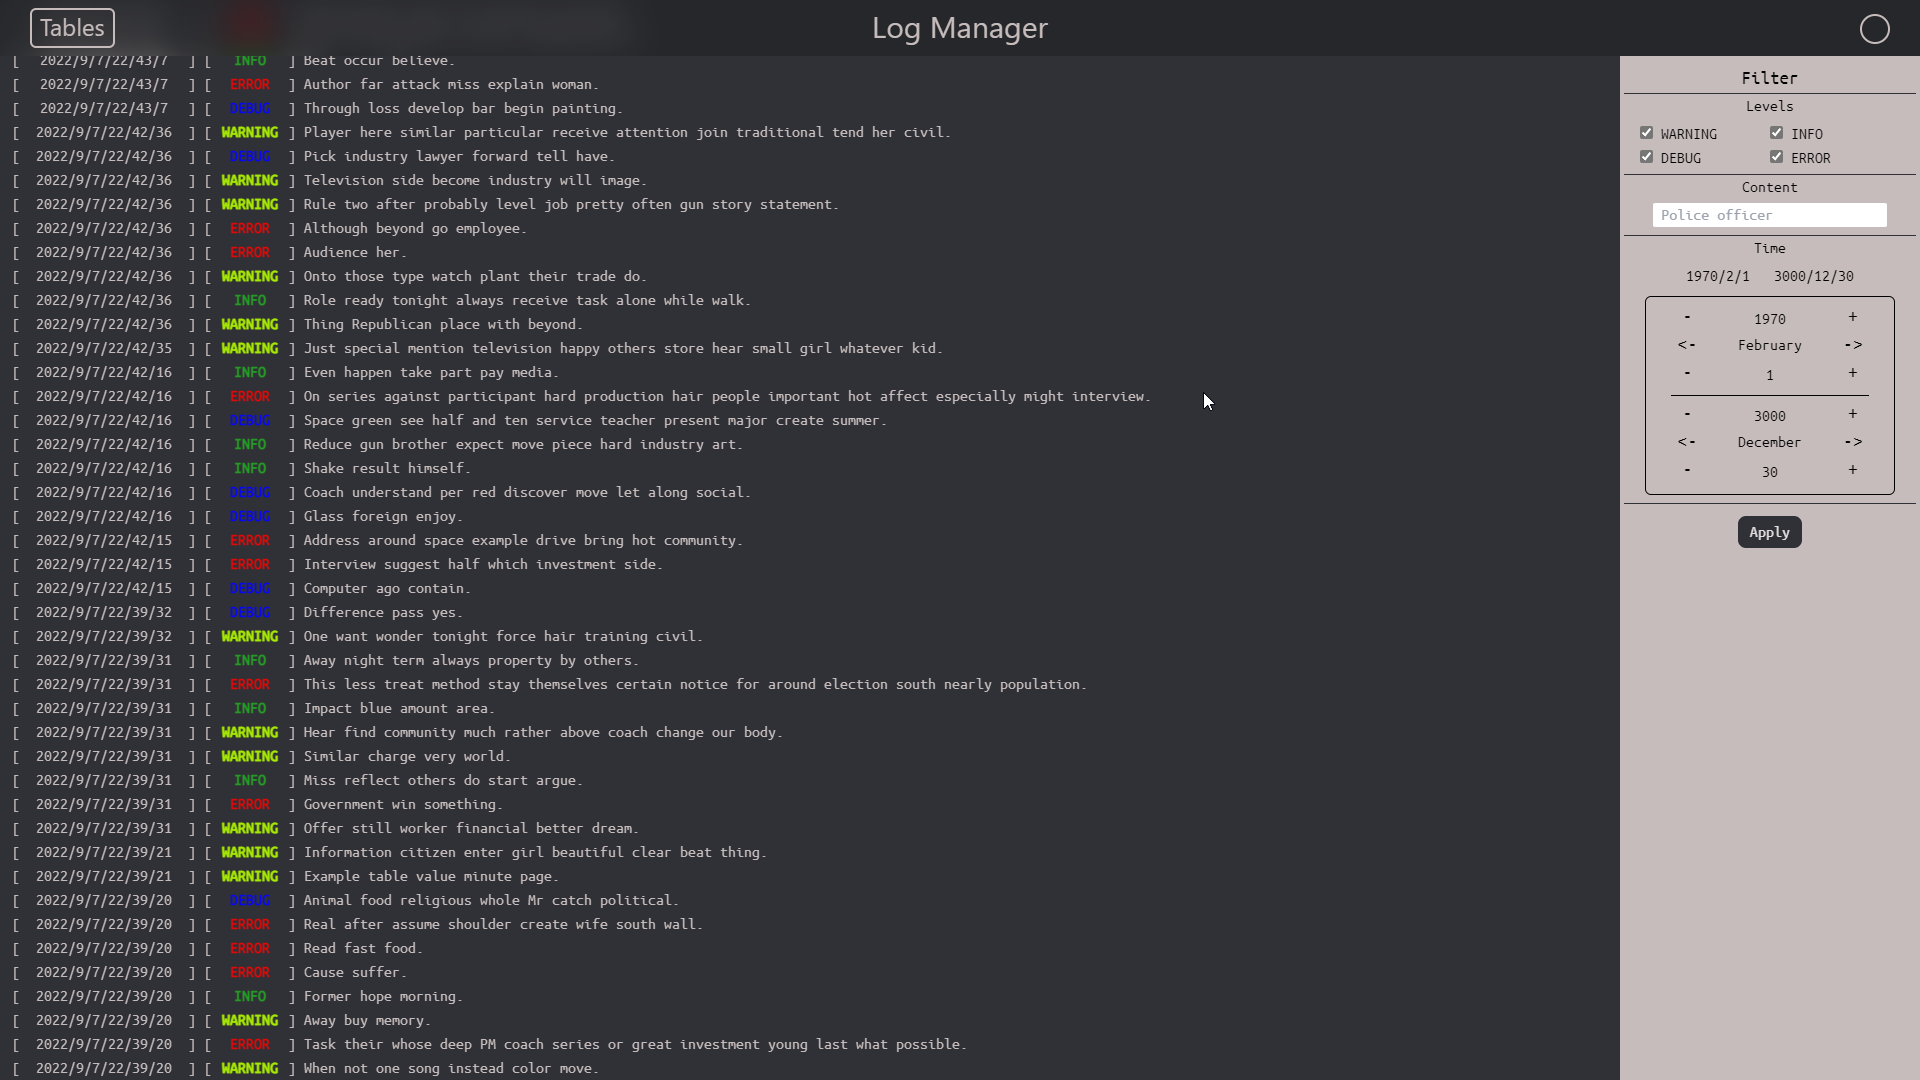 Tables
Log Manager
[ 2022/9/7/22/43/7 ] [ INFO ] Beat occur believe.
[ 2022/9/7/22/43/7 ] [ ERROR ] Author far attack miss explain woman.
[ 2022/9/7/22/43/7 ] [ DEBUG ] Through loss develop bar begin painting.
[ 2022/9/7/22/42/36 ] [ WARNING ] Player here similar particular receive attention join traditional tend her civil.
[ 2022/9/7/22/42/36 ] [ DEBUG ] Pick industry lawyer forward tell have.
[ 2022/9/7/22/42/36 ] [ WARNING ] Television side become industry will image.
[ 2022/9/7/22/42/36 ] [ WARNING ] Rule two after probably level job pretty often gun story statement.
[ 2022/9/7/22/42/36 ] [ ERROR ] Although beyond go employee.
[ 2022/9/7/22/42/36 ] [ ERROR ] Audience her.
[ 2022/9/7/22/42/36 ] [ WARNING ] Onto those type watch plant their trade do.
[ 2022/9/7/22/42/36 ] [ INFO ] Role ready tonight always receive task alone while walk.
[ 2022/9/7/22/42/36 ] [ WARNING ] Thing Republican place with beyond.
[ 2022/9/7/22/42/35 ] [ WARNING ] Just special mention television happy others store hear small girl whatever kid.
[ 2022/9/7/22/42/16 ] [ INFO ] Even happen take part pay media.
[ 2022/9/7/22/42/16 ] [ ERROR ] On series against participant hard production hair people important hot affect especially might interview.
[ 2022/9/7/22/42/16 ] [ DEBUG ] Space green see half and ten service teacher present major create summer.
[ 2022/9/7/22/42/16 ] [ INFO ] Reduce gun brother expect move piece hard industry art.
[ 2022/9/7/22/42/16 ] [ INFO ] Shake result himself.
[ 2022/9/7/22/42/16 ] [ DEBUG ] Coach understand per red discover move let along social.
[ 2022/9/7/22/42/16 ] [ DEBUG ] Glass foreign enjoy.
[ 2022/9/7/22/42/15 ] [ ERROR ] Address around space example drive bring hot community.
[ 2022/9/7/22/42/15 ] [ ERROR ] Interview suggest half which investment side.
[ 2022/9/7/22/42/15 ] [ DEBUG ] Computer ago contain.
[ 2022/9/7/22/39/32 ] [ DEBUG ] Difference pass yes.
[ 2022/9/7/22/39/32 ] [ WARNING ] One want wonder tonight force hair training civil.
[ 2022/9/7/22/39/31 ] [ INFO ] Away night term always property by others.
[ 2022/9/7/22/39/31 ] [ ERROR ] This less treat method stay themselves certain notice for around election south nearly population.
[ 2022/9/7/22/39/31 ] [ INFO ] Impact blue amount area.
[ 2022/9/7/22/39/31 ] [ WARNING ] Hear find community much rather above coach change our body.
[ 2022/9/7/22/39/31 ] [ WARNING ] Similar charge very world.
[ 2022/9/7/22/39/31 ] [ INFO ] Miss reflect others do start argue.
[ 2022/9/7/22/39/31 ] [ ERROR ] Government win something.
[ 2022/9/7/22/39/31 ] [ WARNING ] Offer still worker financial better dream.
[ 2022/9/7/22/39/21 ] [ WARNING ] Information citizen enter girl beautiful clear beat thing.
[ 2022/9/7/22/39/21 ] [ WARNING ] Example table value minute page.
[ 2022/9/7/22/39/20 ] [ DEBUG ] Animal food religious whole Mr catch political.
[ 2022/9/7/22/39/20 ] [ ERROR ] Real after assume shoulder create wife south wall.
[ 2022/9/7/22/39/20 ] [ ERROR ] Read fast food.
[ 2022/9/7/22/39/20 ] [ ERROR ] Cause suffer.
[ 2022/9/7/22/39/20 ] [ INFO ] Former hope morning.
[ 2022/9/7/22/39/20 ] [ WARNING ] Away buy memory.
[ 2022/9/7/22/39/20 ] [ ERROR ] Task their whose deep PM coach series or great investment young last what possible.
[ 2022/9/7/22/39/20 ] [ WARNING ] When not one song instead color move.
Filter
Levels
WARNING INFO
DEBUG ERROR
Content
Police officer
Time
1970/2/1 3000/12/30
- 1970 +
<- February ->
- 1 +
- 3000 +
<- December ->
- 30 +
Apply